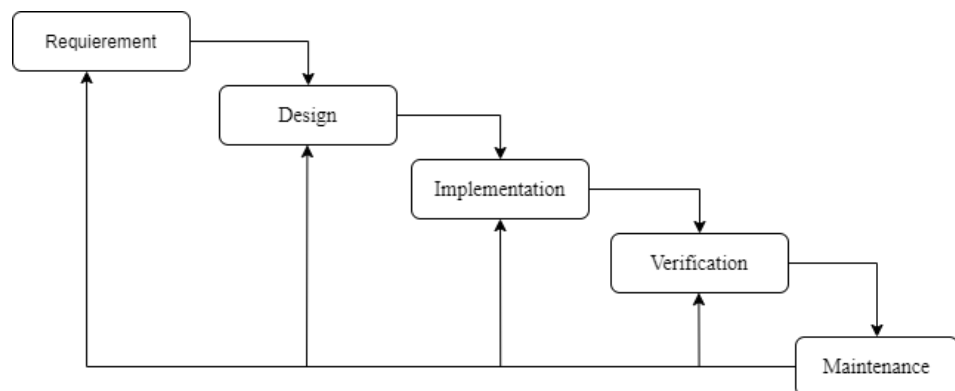 Requierement
Design
Implementation
Verification
Maintenance